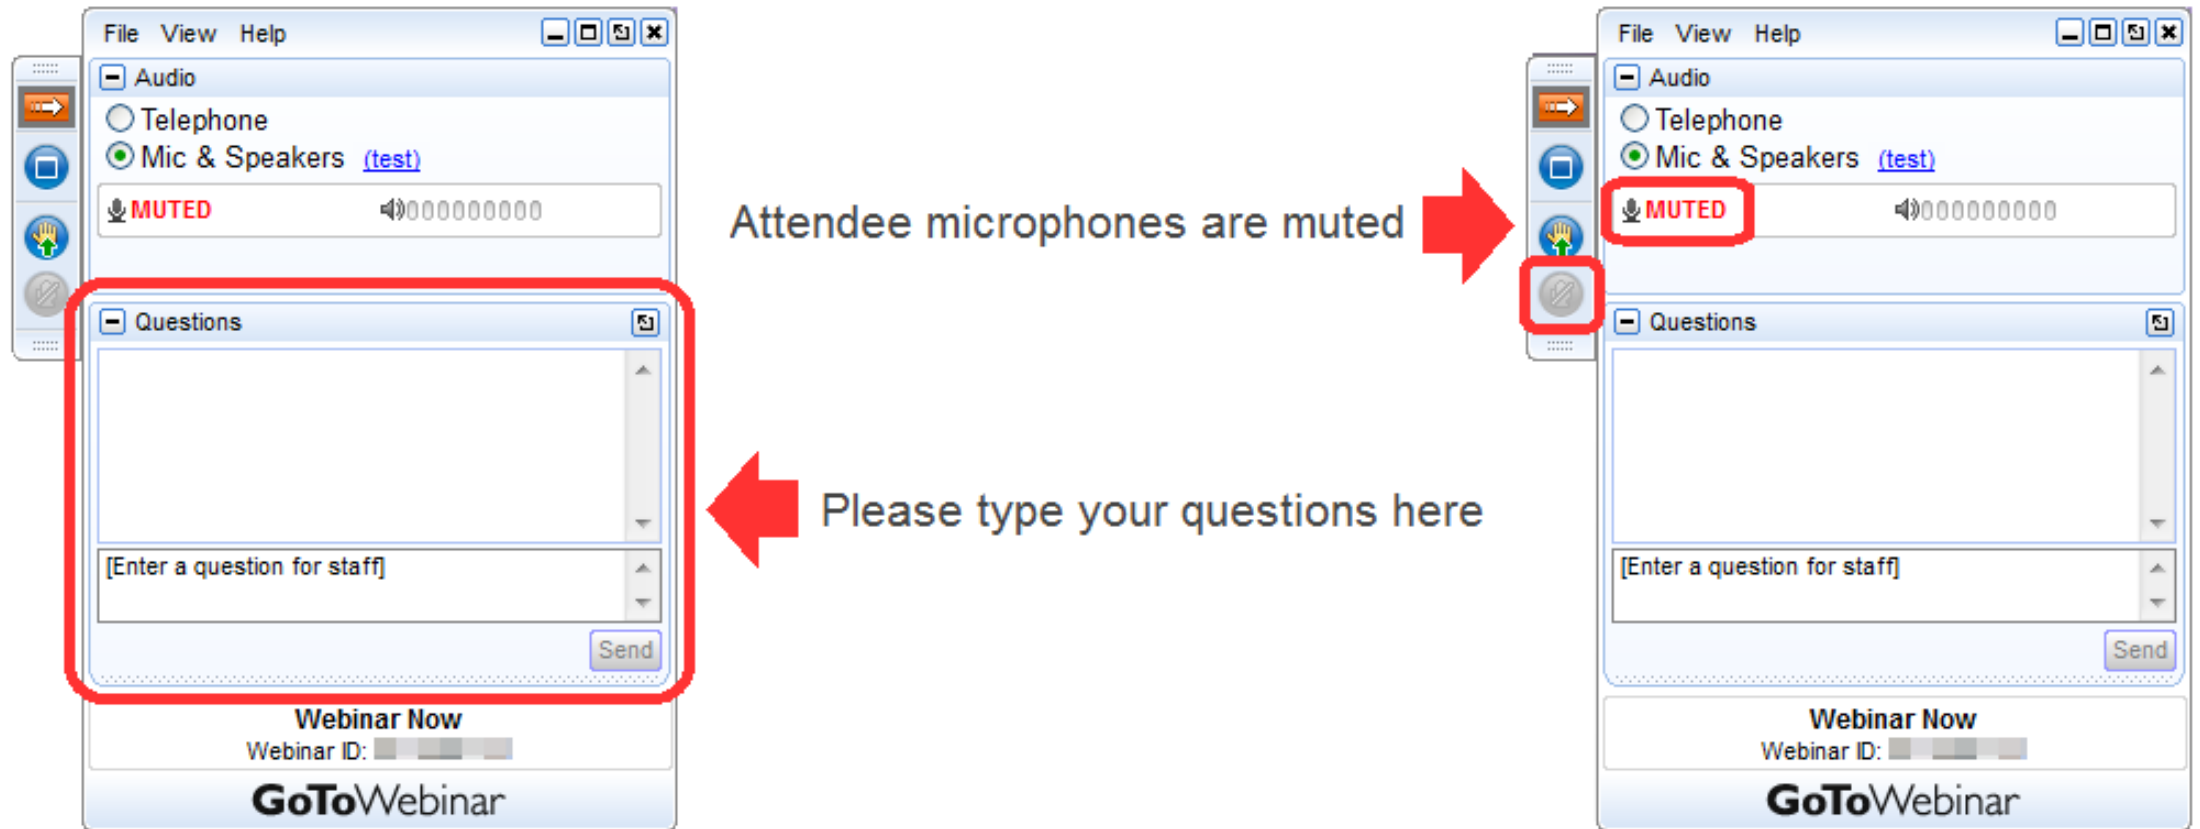 File View Help
Audio
Telephone
Mic & Speakers (test)
MUTED
Questions
[Enter a question for staff]
Send
Webinar Now
Webinar ID:
GoToWebinar
Attendee microphones are muted
Please type your questions here
File View Help
Audio
Telephone
Mic & Speakers (test)
MUTED
Questions
[Enter a question for staff]
Send
Webinar Now
Webinar ID:
GoToWebinar